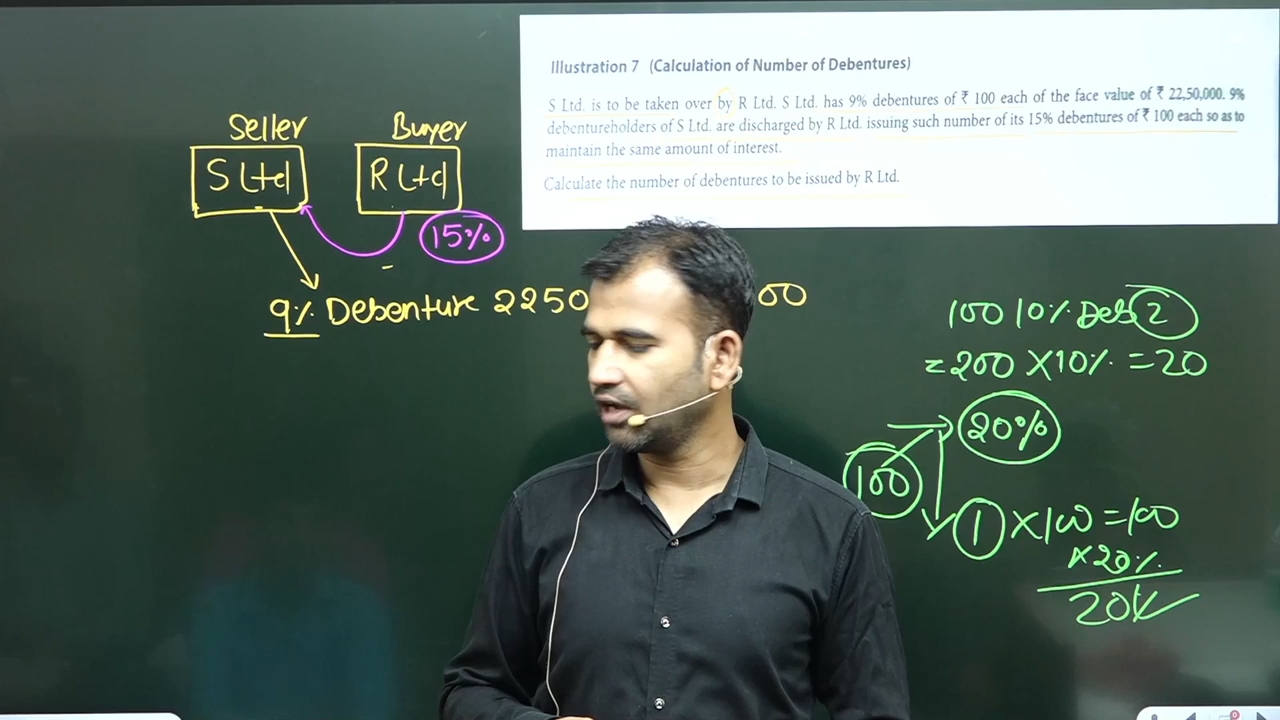 Illustration 7 (Calculation of Number of Debentures)
S Ltd. is to be taken over by R Ltd. S Ltd. has 9% debentures of ₹ 100 each of the face value of ₹ 22,50,000. 9%
debentureholders of S Ltd. are discharged by R Ltd. issuing such number of its 15% debentures of ₹ 100 each so as to
maintain the same amount of interest.
Calculate the number of debentures to be issued by R Ltd.
Seller Buyer
S Ltd R Ltd
15%
9% Debenture 2250 00
100 10% Deb 2
= 200 X 10% = 20
20%
100
1 X 100 = 100
X 20%
20